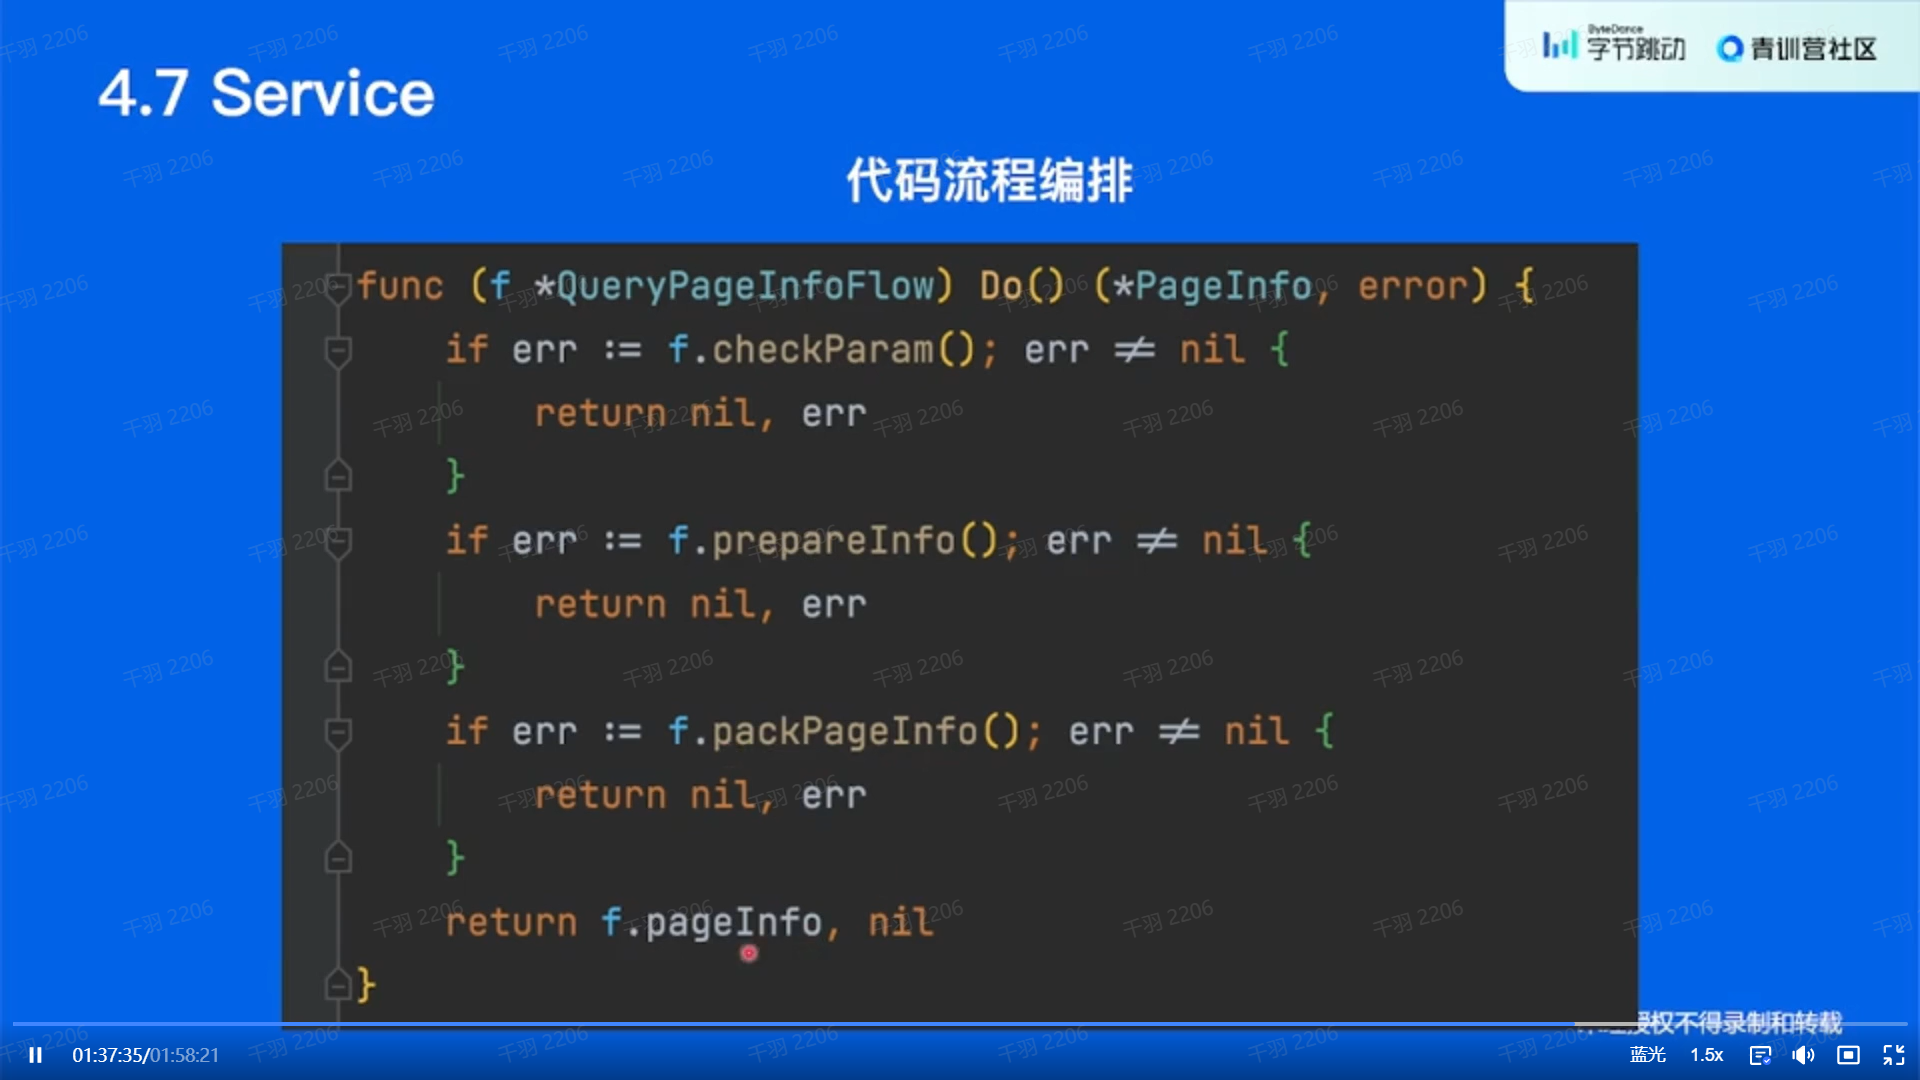 4.7 Service
ByteDance
字节跳动
青训营社区
代码流程编排
func (f *QueryPageInfoFlow) Do() (*PageInfo, error) {
if err := f.checkParam(); err != nil {
return nil, err
}
if err := f.prepareInfo(); err != nil {
return nil, err
}
if err := f.packPageInfo(); err != nil {
return nil, err
}
return f.pageInfo, nil
}
授权不得录制和转载
01:37:35/01:58:21
蓝光
1.5x
千羽 2206